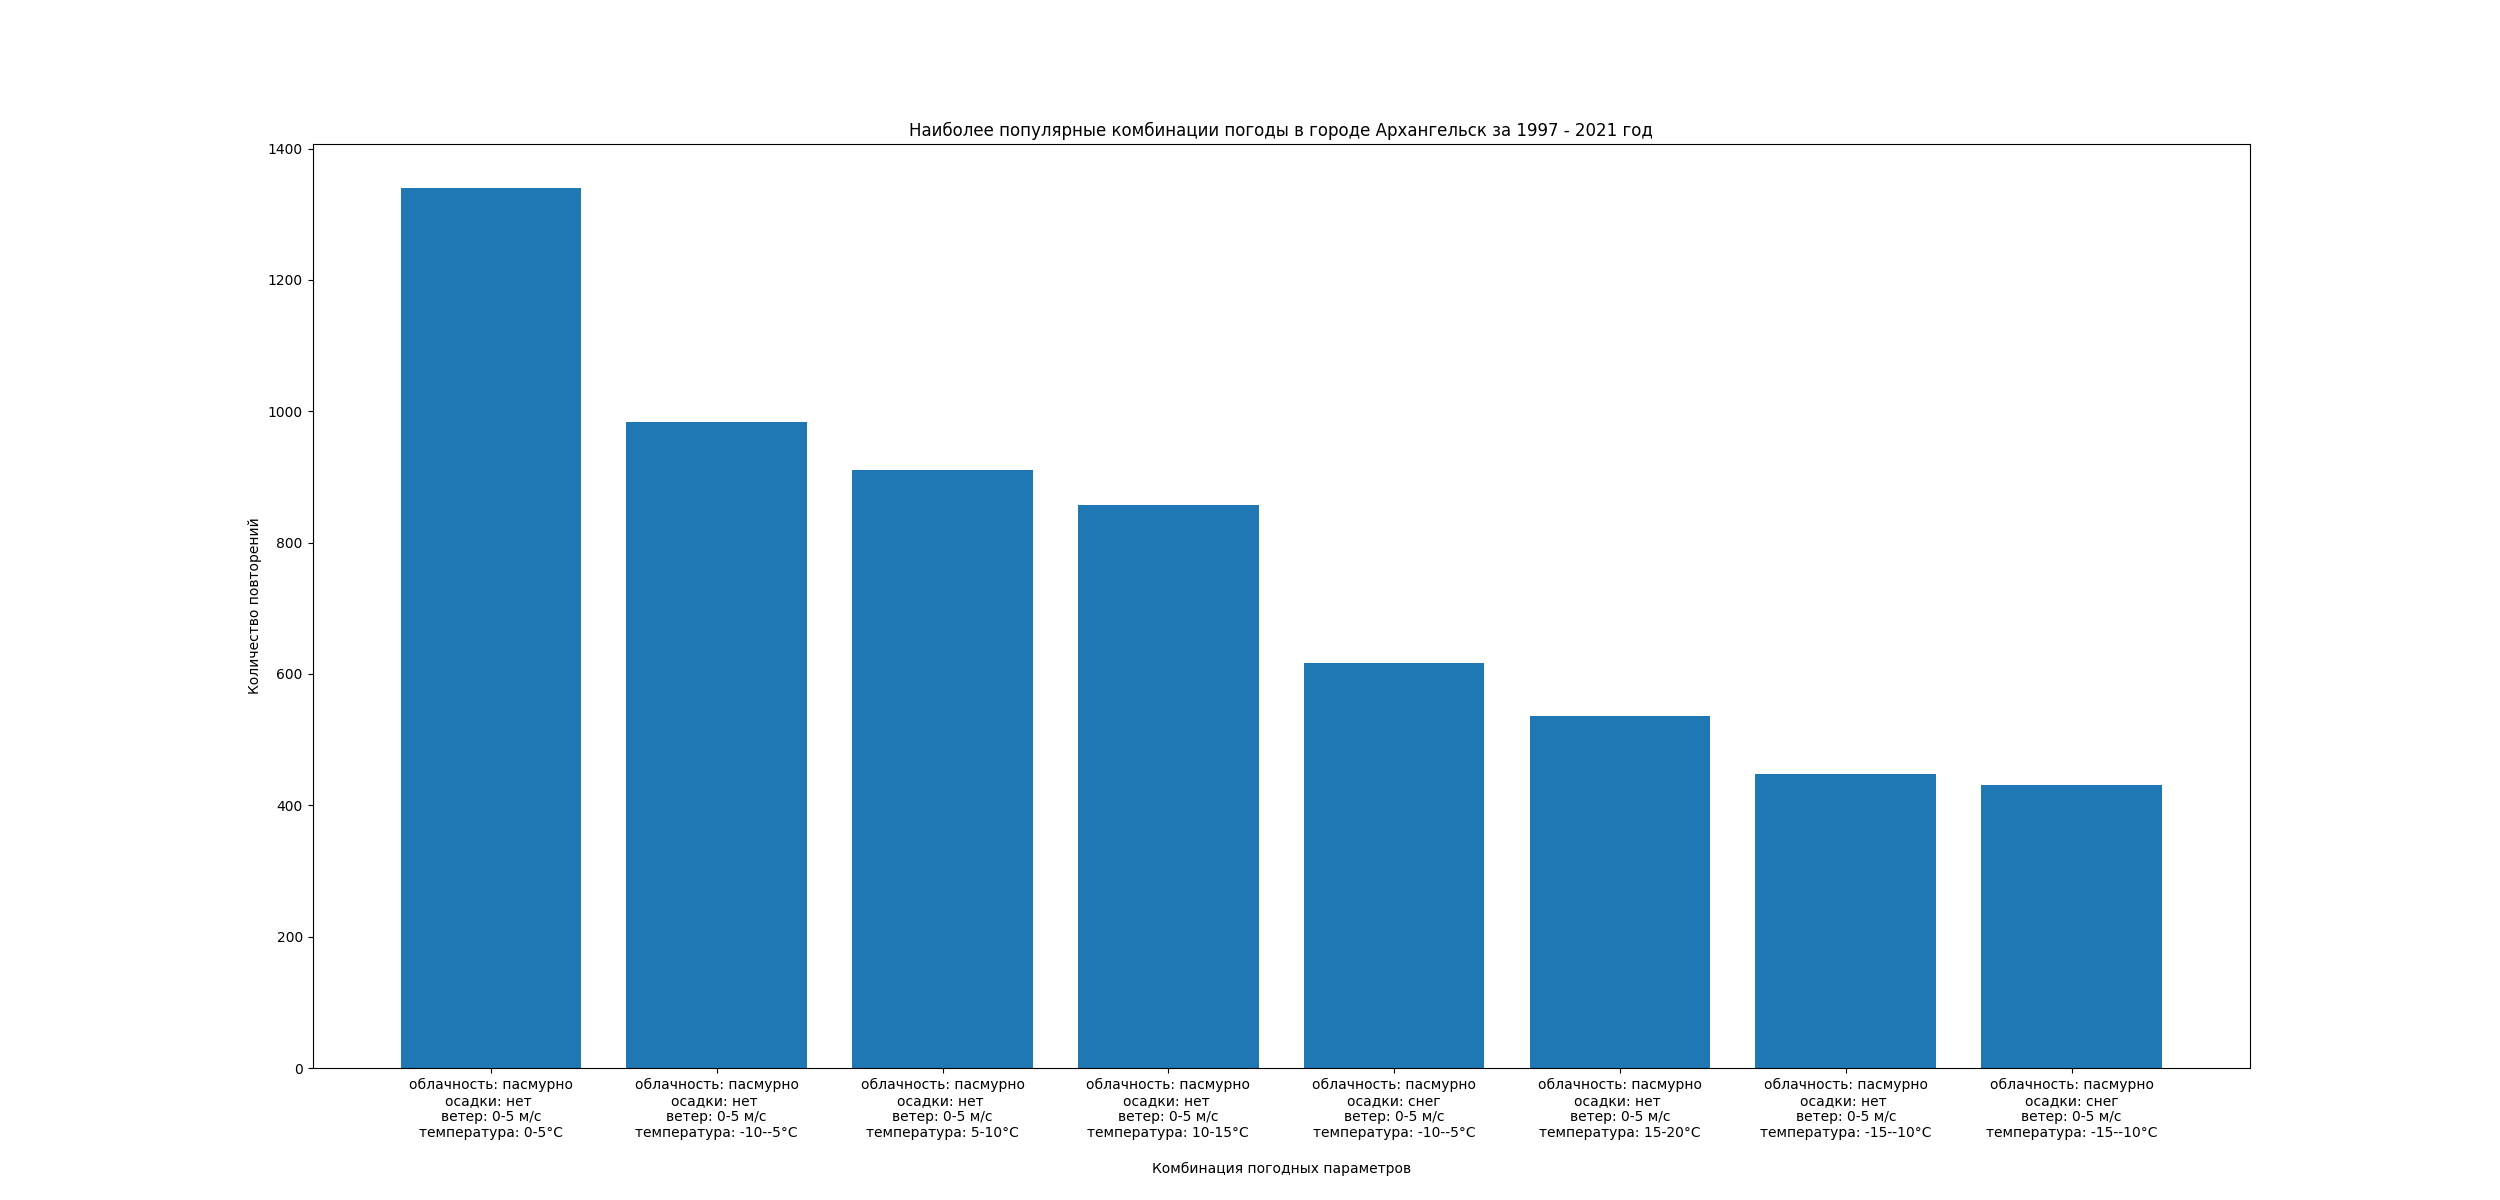 Наиболее популярные комбинации погоды в городе Архангельск за 1997 - 2021 год
1400
1200
1000
800
600
400
200
0
Количество повторений
облачность: пасмурно
осадки: нет
ветер: 0-5 м/с
температура: 0-5°C
облачность: пасмурно
осадки: нет
ветер: 0-5 м/с
температура: -10--5°C
облачность: пасмурно
осадки: нет
ветер: 0-5 м/с
температура: 5-10°C
облачность: пасмурно
осадки: нет
ветер: 0-5 м/с
температура: 10-15°C
облачность: пасмурно
осадки: снег
ветер: 0-5 м/с
температура: -10--5°C
облачность: пасмурно
осадки: нет
ветер: 0-5 м/с
температура: 15-20°C
облачность: пасмурно
осадки: нет
ветер: 0-5 м/с
температура: -15--10°C
облачность: пасмурно
осадки: снег
ветер: 0-5 м/с
температура: -15--10°C
Комбинация погодных параметров